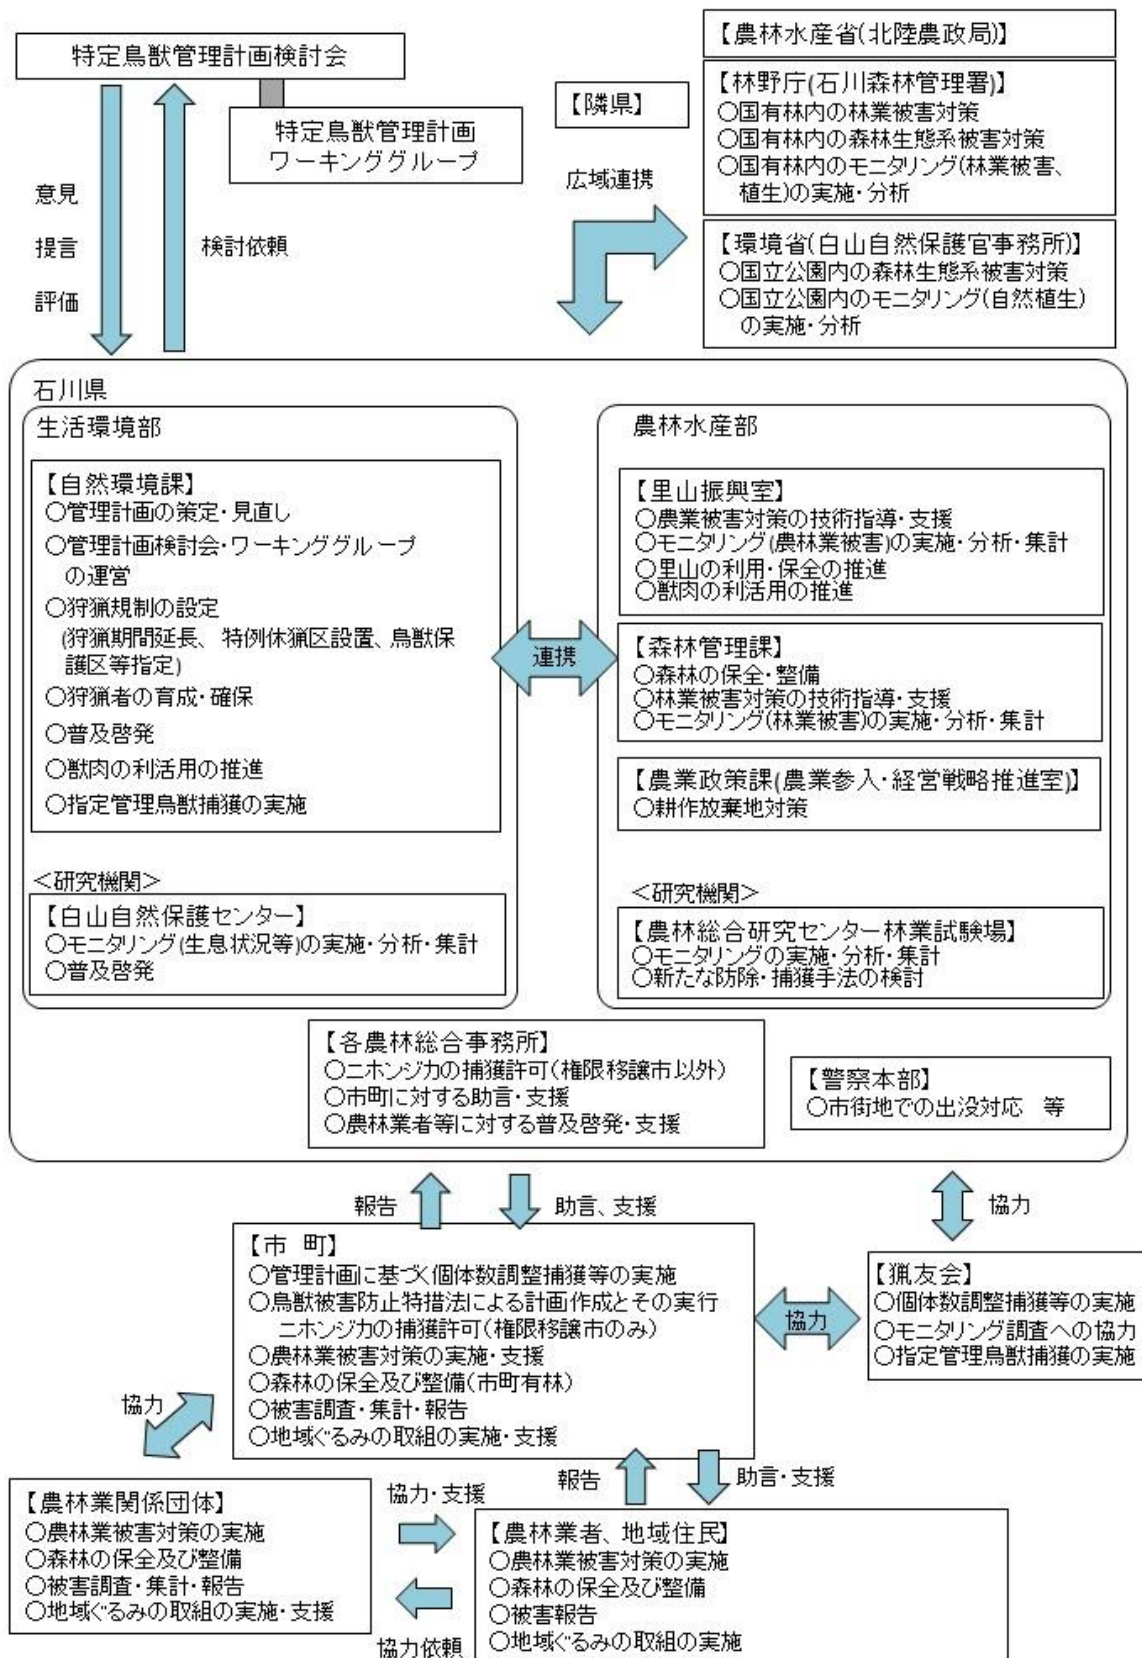 特定鳥獣管理計画検討会
特定鳥獣管理計画
ワーキンググループ
意見
提言
評価
検討依頼
【隣県】
広域連携
【農林水産省(北陸農政局)】
【林野庁(石川森林管理署)】
○国有林内の林業被害対策
○国有林内の森林生態系被害対策
○国有林内のモニタリング(林業被害、
植生)の実施・分析
【環境省(白山自然保護官事務所)】
○国立公園内の森林生態系被害対策
○国立公園内のモニタリング(自然植生)
の実施・分析
石川県
生活環境部
【自然環境課】
○管理計画の策定・見直し
○管理計画検討会・ワーキンググループ
の運営
○狩猟規制の設定
(狩猟期間延長、特例休猟区設置、鳥獣保
護区等指定)
○狩猟者の育成・確保
○普及啓発
○獣肉の利活用の推進
○指定管理鳥獣捕獲の実施
<研究機関>
【白山自然保護センター】
○モニタリング(生息状況等)の実施・分析・集計
○普及啓発
連携
農林水産部
【里山振興室】
○農業被害対策の技術指導・支援
○モニタリング(農林業被害)の実施・分析・集計
○里山の利用・保全の推進
○獣肉の利活用の推進
【森林管理課】
○森林の保全・整備
○林業被害対策の技術指導・支援
○モニタリング(林業被害)の実施・分析・集計
【農業政策課(農業参入・経営戦略推進室)】
○耕作放棄地対策
<研究機関>
【農林総合研究センター林業試験場】
○モニタリングの実施・分析・集計
○新たな防除・捕獲手法の検討
【各農林総合事務所】
○ニホンジカの捕獲許可(権限移譲市以外)
○市町に対する助言・支援
○農林業者等に対する普及啓発・支援
【警察本部】
○市街地での出没対応 等
報告
助言、支援
協力
【市 町】
○管理計画に基づく個体数調整捕獲等の実施
○鳥獣被害防止特措法による計画作成とその実行
ニホンジカの捕獲許可(権限移譲市のみ)
○農林業被害対策の実施・支援
○森林の保全及び整備(市町有林)
○被害調査・集計・報告
○地域ぐるみの取組の実施・支援
協力
【猟友会】
○個体数調整捕獲等の実施
○モニタリング調査への協力
○指定管理鳥獣捕獲の実施
協力
報告
助言・支援
【農林業関係団体】
○農林業被害対策の実施
○森林の保全及び整備
○被害調査・集計・報告
○地域ぐるみの取組の実施・支援
協力・支援
協力依頼
【農林業者、地域住民】
○農林業被害対策の実施
○森林の保全及び整備
○被害報告
○地域ぐるみの取組の実施